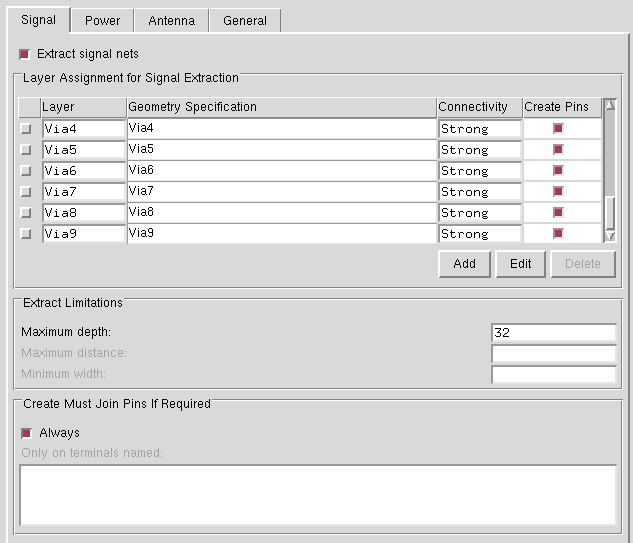 Signal Power Antenna General
Extract signal nets
Layer Assignment for Signal Extraction
Layer Geometry Specification Connectivity Create Pins
Via4 Via4 Strong
Via5 Via5 Strong
Via6 Via6 Strong
Via7 Via7 Strong
Via8 Via8 Strong
Via9 Via9 Strong
Add Edit Delete
Extract Limitations
Maximum depth: 32
Maximum distance:
Minimum width:
Create Must Join Pins If Required
Always
Only on terminals named: